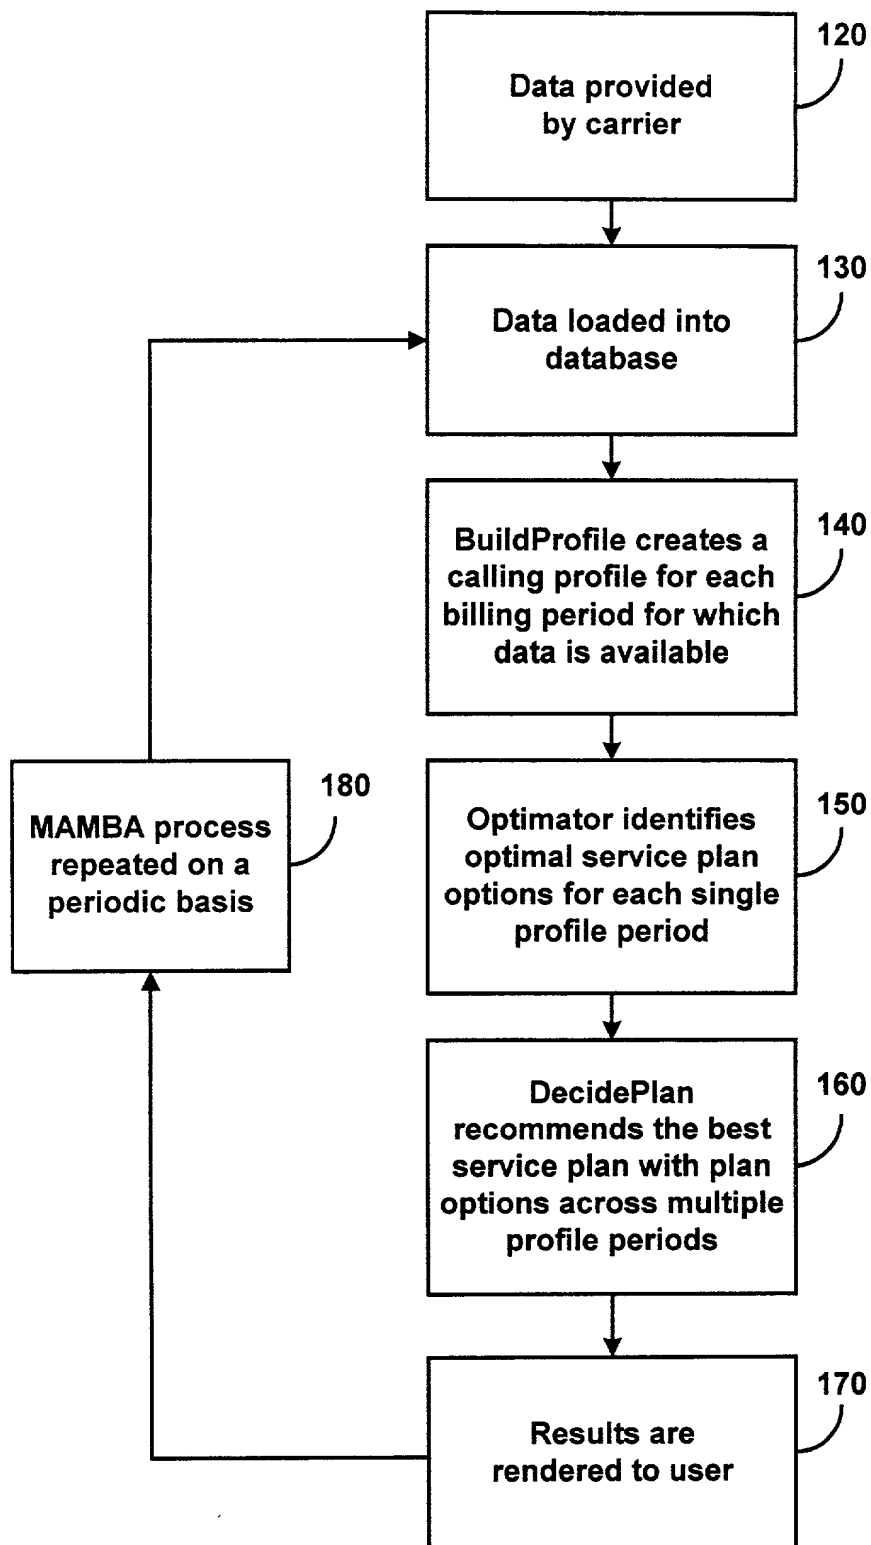 120
Data provided
by carrier
130
Data loaded into
database
140
BuildProfile creates a
calling profile for each
billing period for which
data is available
150
Optimator identifies
optimal service plan
options for each single
profile period
180
MAMBA process
repeated on a
periodic basis
160
DecidePlan
recommends the best
service plan with plan
options across multiple
profile periods
170
Results are
rendered to user